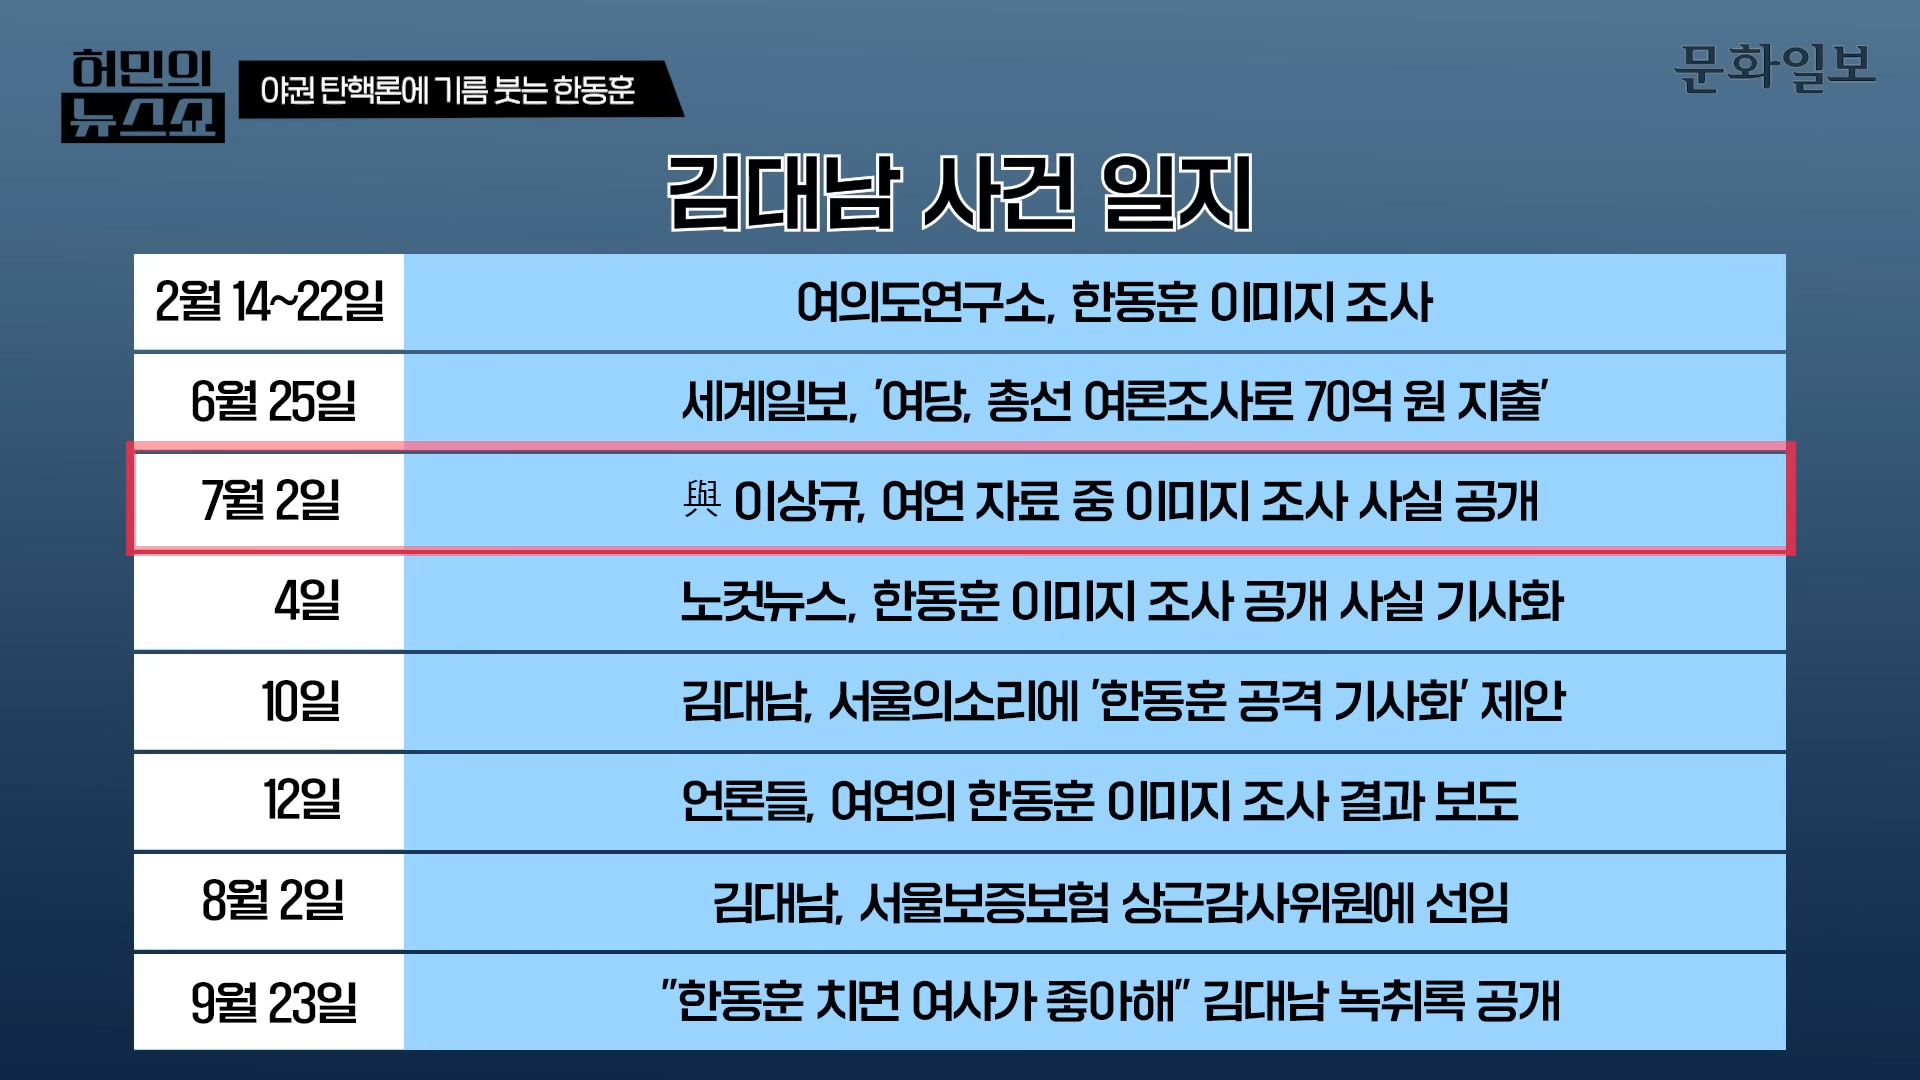 허민의
뉴스쇼
야권 탄핵론에 기름 붓는 한동훈
문화일보
김대남 사건 일지
2월 14~22일 여의도연구소, 한동훈 이미지 조사
6월 25일 세계일보, '여당, 총선 여론조사로 70억 원 지출'
7월 2일 與 이상규, 여연 자료 중 이미지 조사 사실 공개
4일 노컷뉴스, 한동훈 이미지 조사 공개 사실 기사화
10일 김대남, 서울의소리에 '한동훈 공격 기사화' 제안
12일 언론들, 여연의 한동훈 이미지 조사 결과 보도
8월 2일 김대남, 서울보증보험 상근감사위원에 선임
9월 23일 "한동훈 치면 여사가 좋아해" 김대남 녹취록 공개